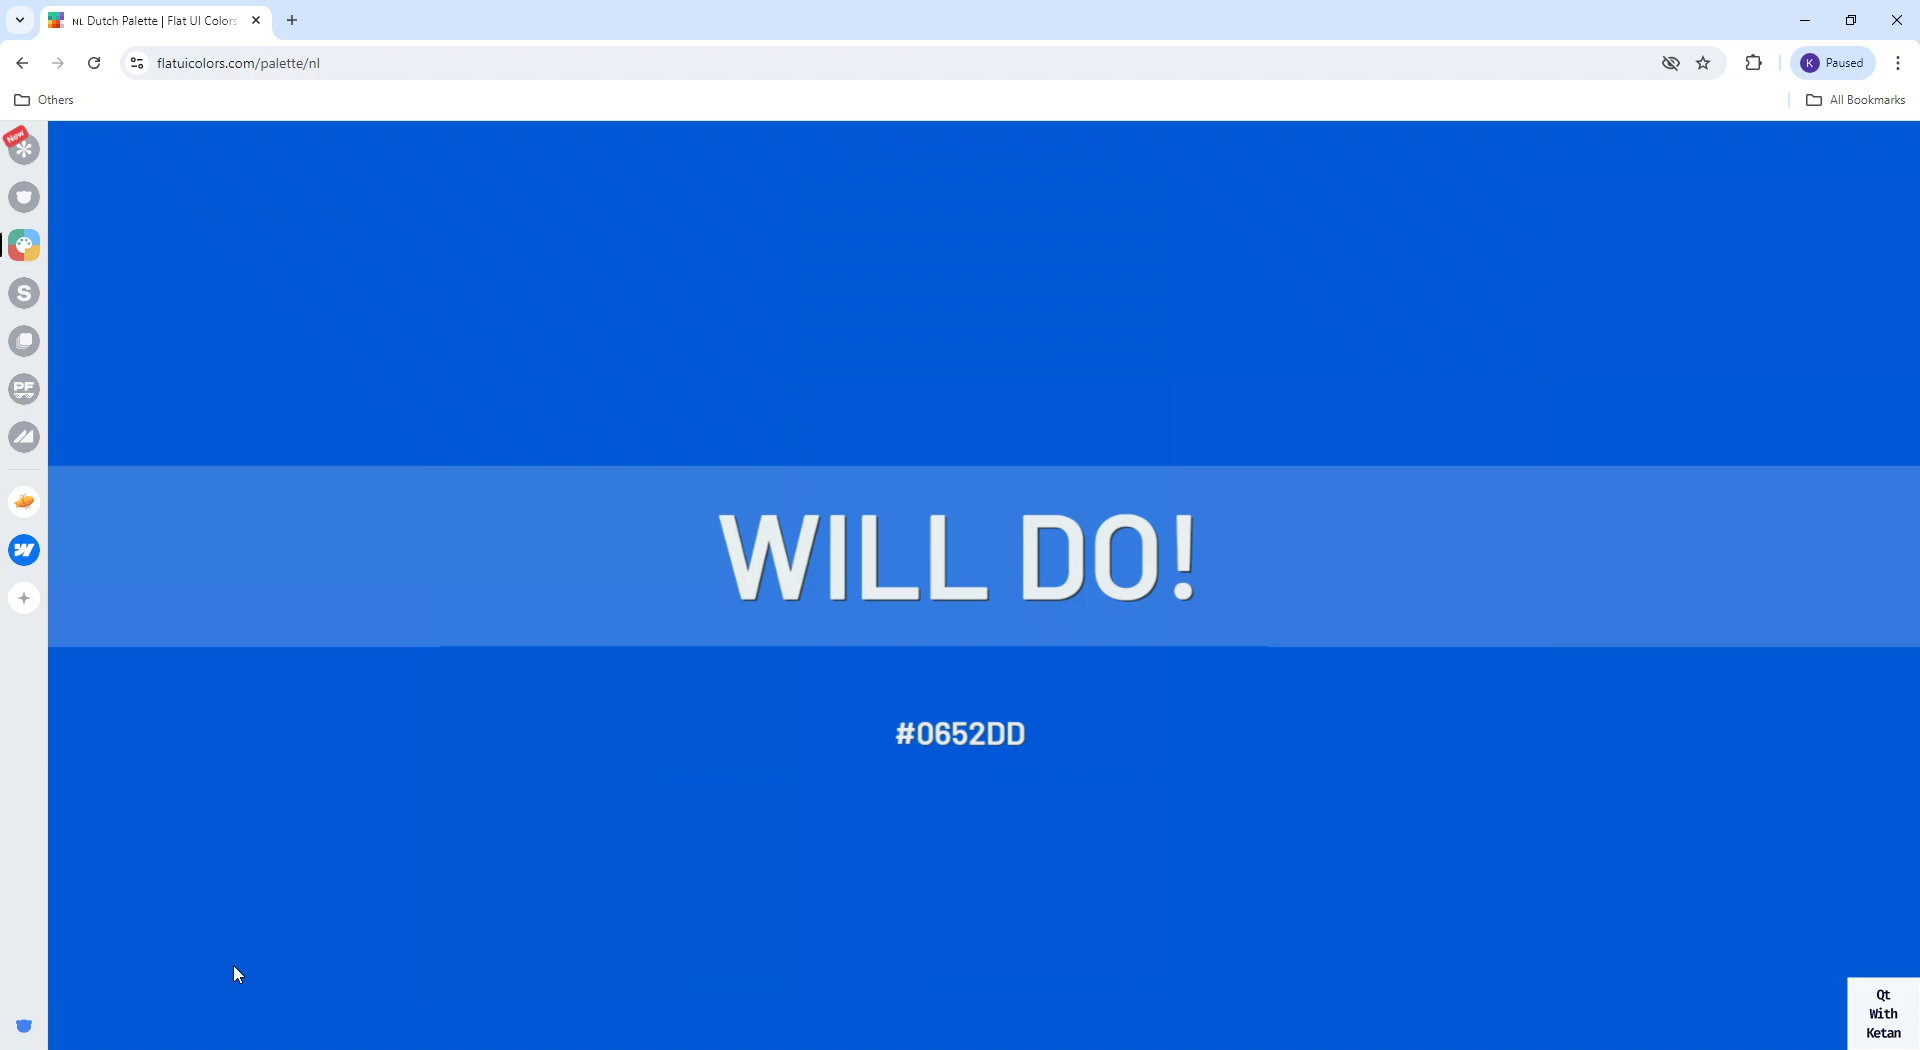 NL Dutch Palette | Flat UI Colors
flatuicolors.com/palette/nl
K Paused
Others
All Bookmarks
New
S
PF
WILL DO!
#0652DD
Qt
With
Ketan